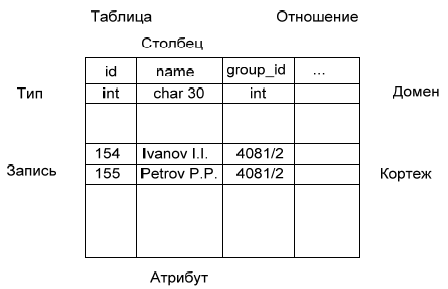 Таблица Отношение
Столбец
id name group_id ...
Тип int char 30 int Домен
154 Ivanov I.I. 4081/2
Запись 155 Petrov P.P. 4081/2 Кортеж
Атрибут